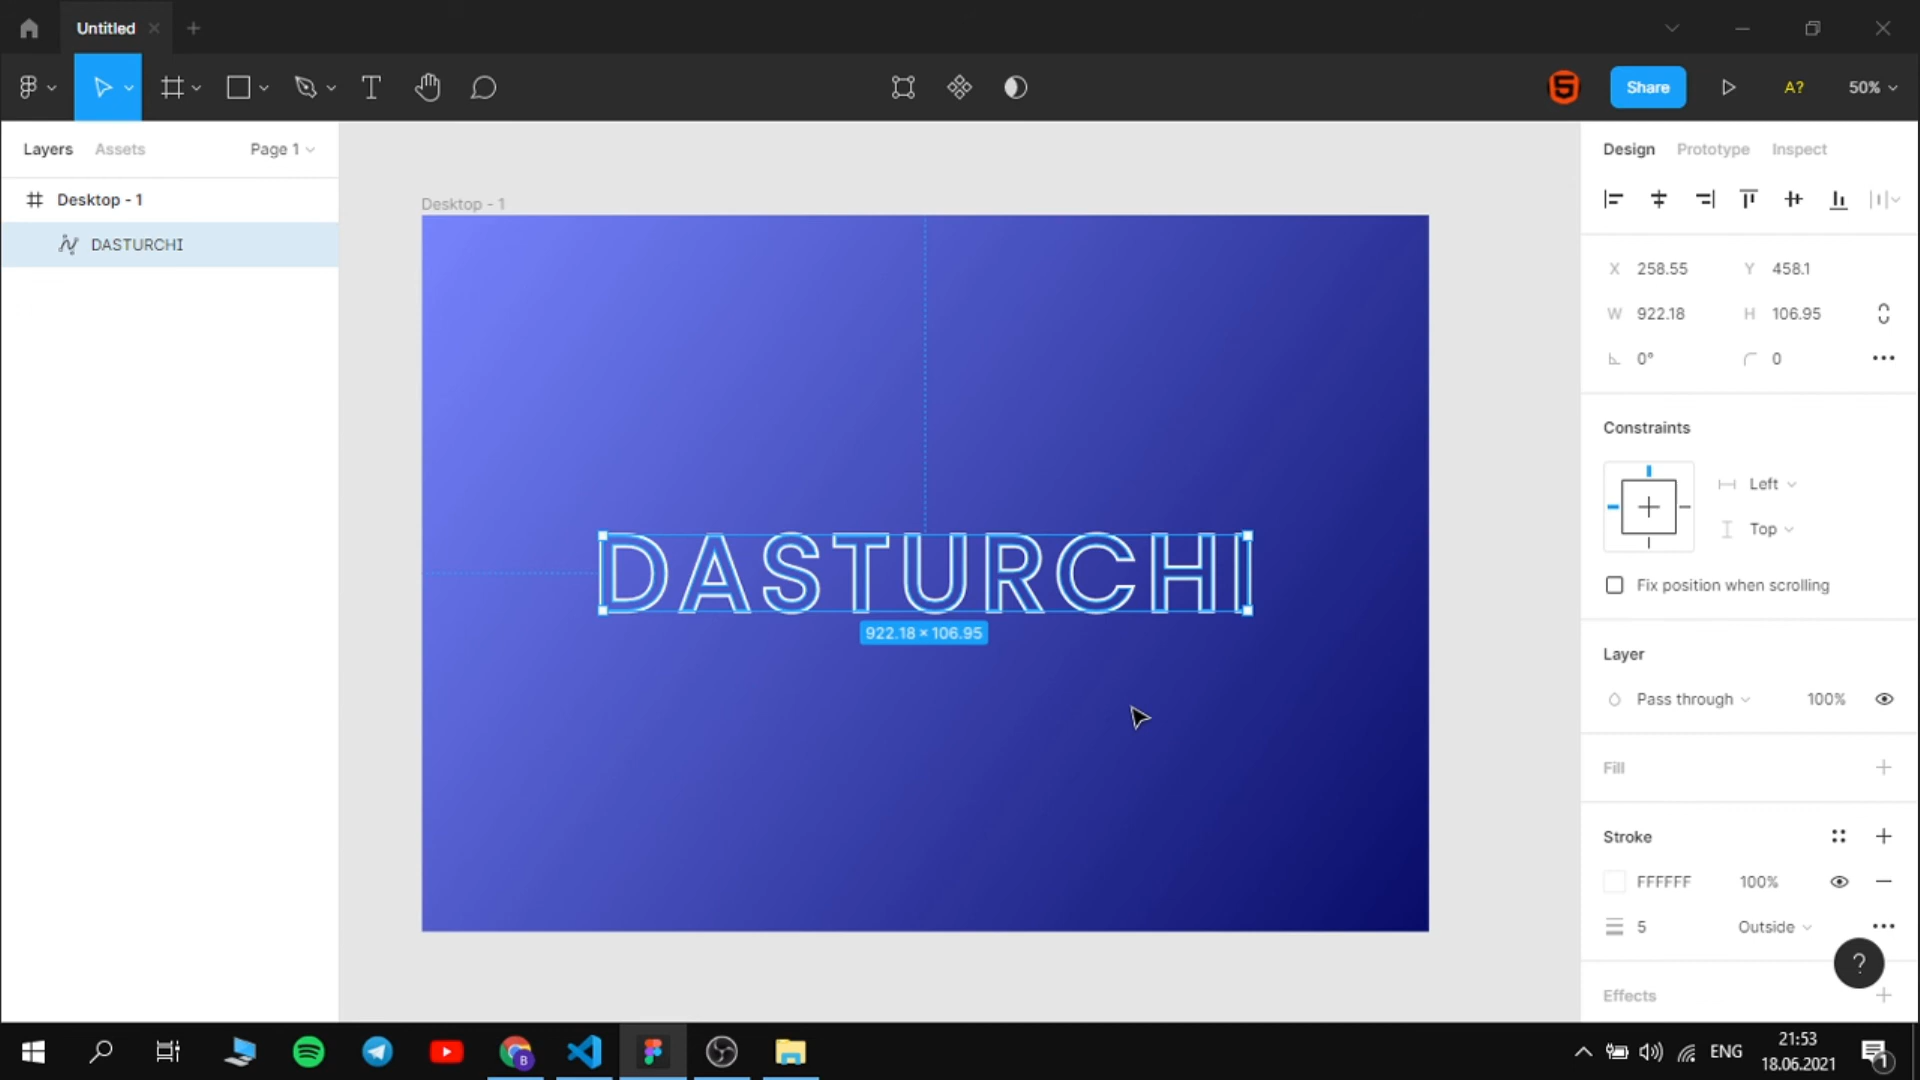 Untitled
Share
A?
50%
Layers Assets Page 1
Desktop - 1
DASTURCHI
Desktop - 1
DASTURCHI
922.18 × 106.95
Design Prototype Inspect
X 258.55 Y 458.1
W 922.18 H 106.95
0° 0
Constraints
Left
Top
Fix position when scrolling
Layer
Pass through 100%
Fill
Stroke
FFFFFF 100%
5 Outside
?
Effects
B
ENG
21:53
18.06.2021
1